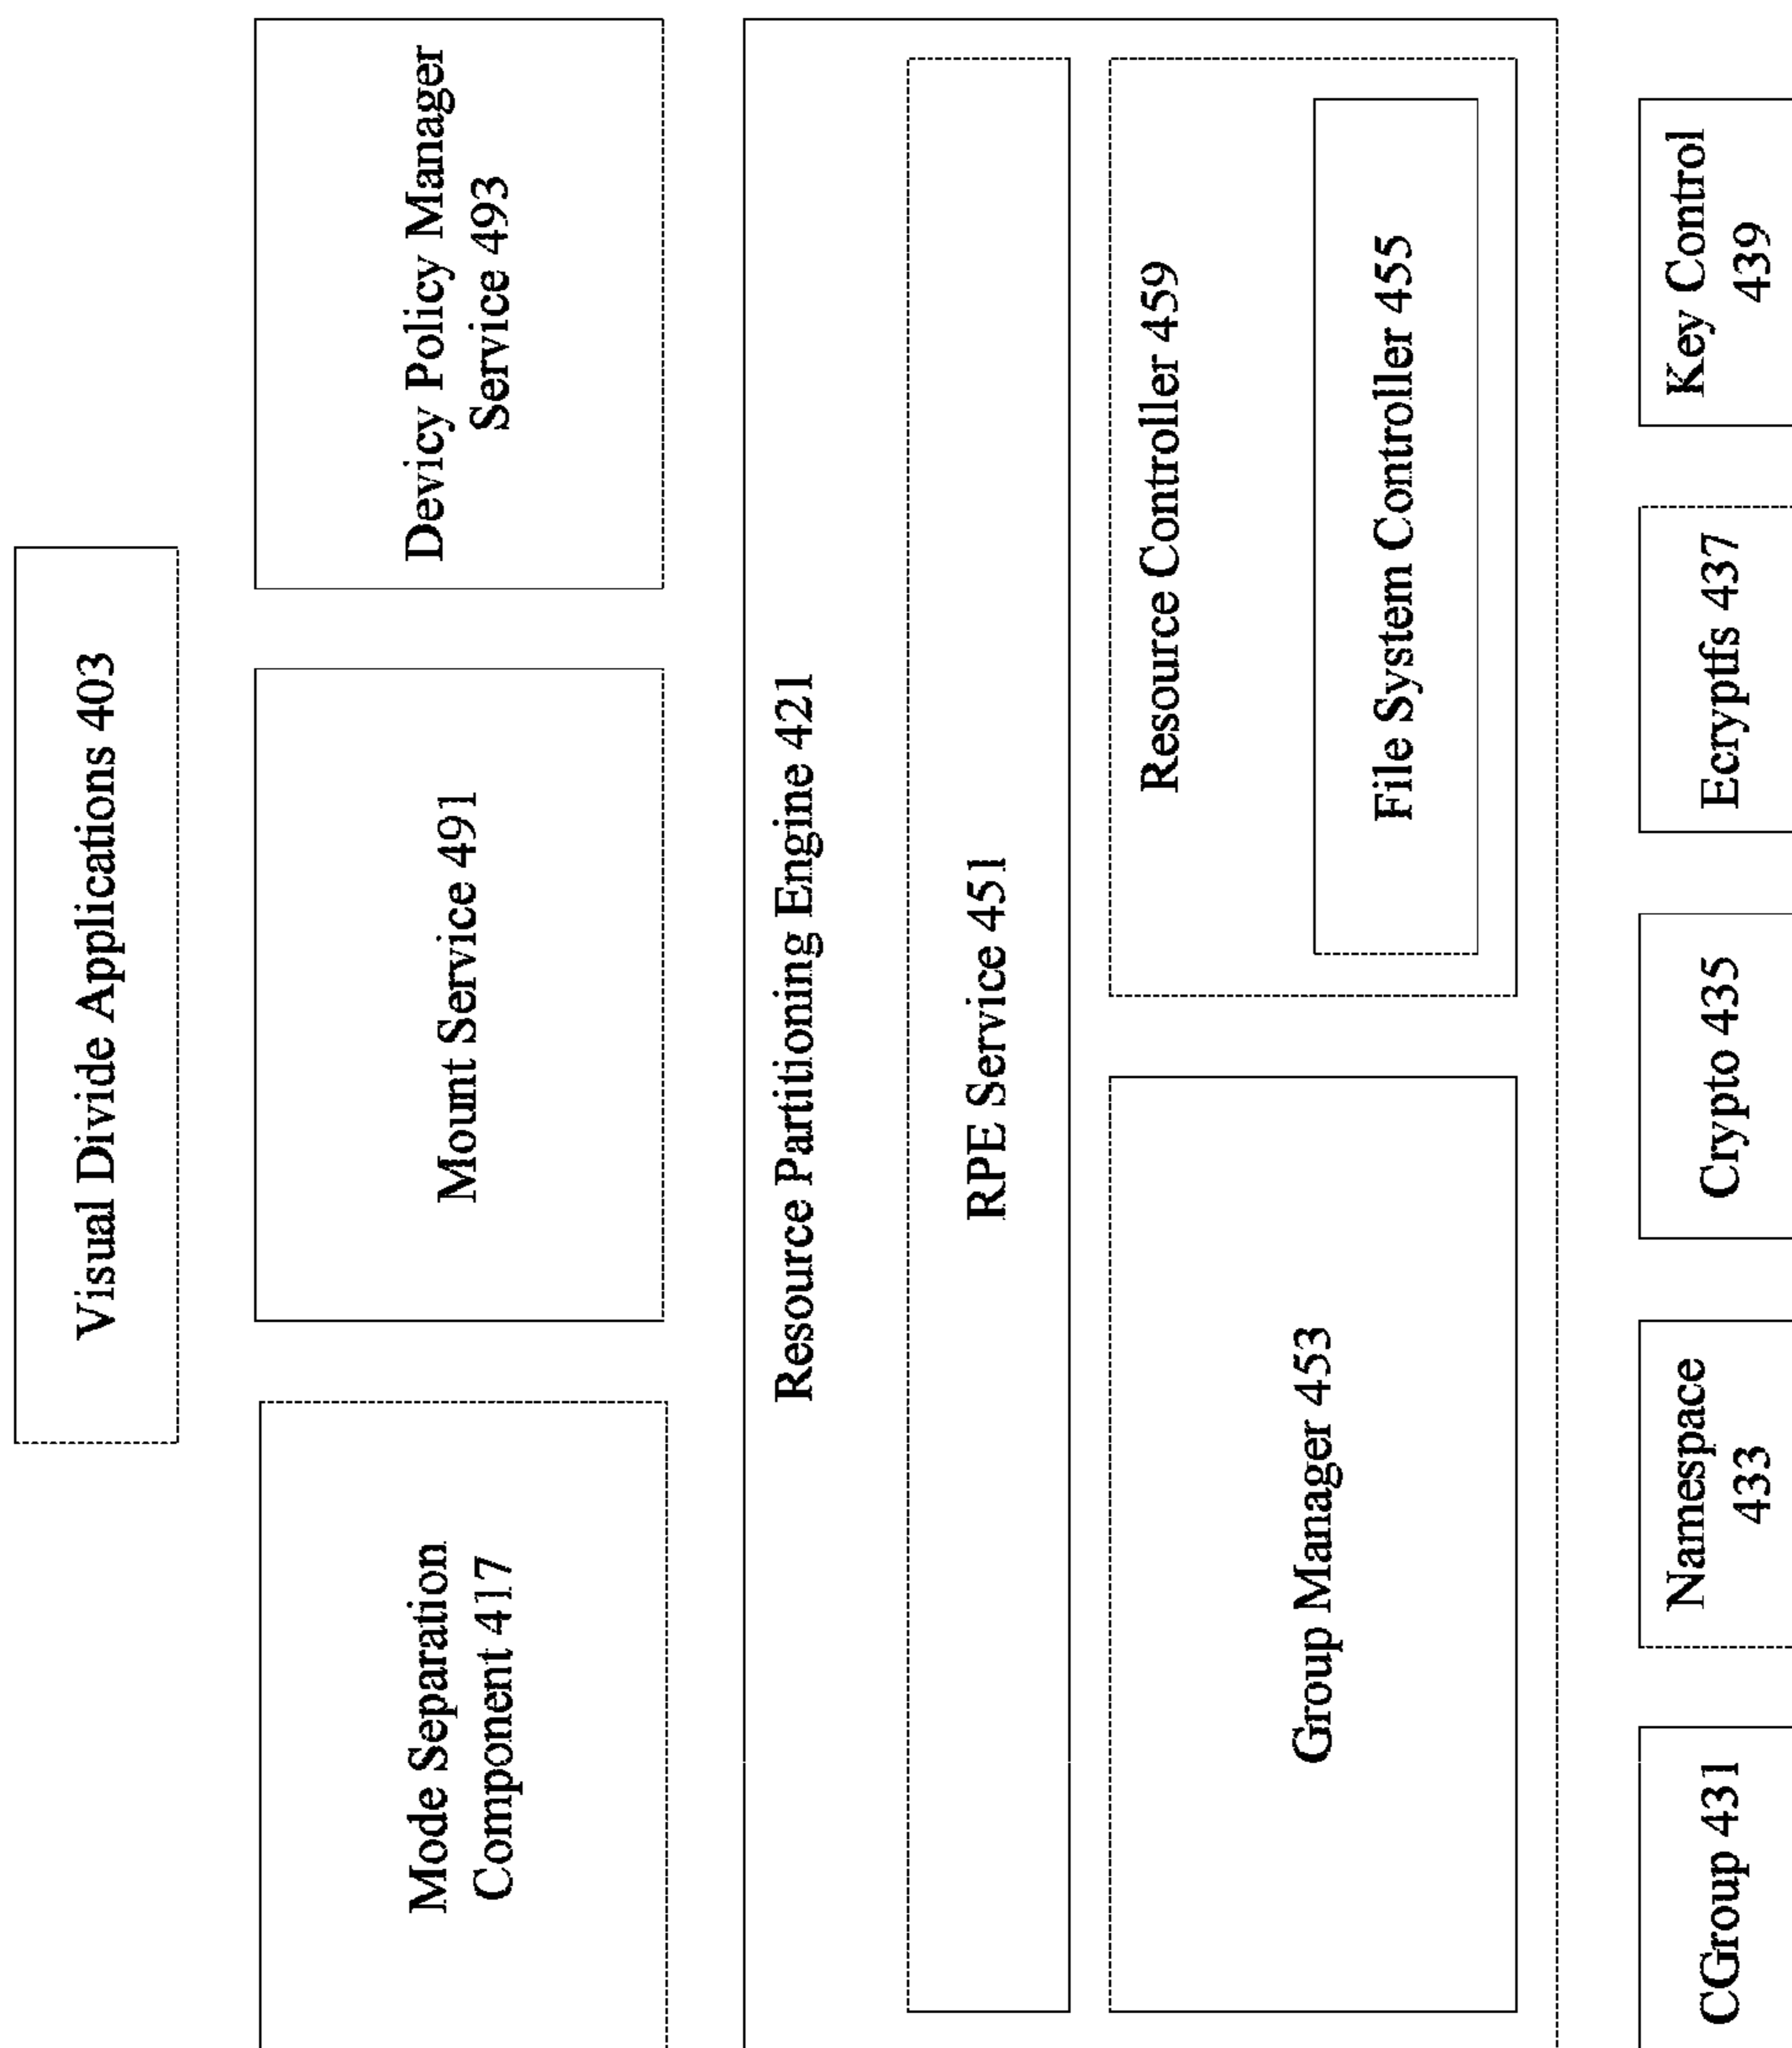 Visual Divide Applications 403
Mode Separation
Component 417
Mount Service 491
Devicy Policy Manager
Service 493
Resource Partitioning Engine 421
RPE Service 451
Group Manager 453
Resource Controller 459
File System Controller 455
CGroup 431
Namespace
433
Crypto 435
Ecryptfs 437
Key Control
439